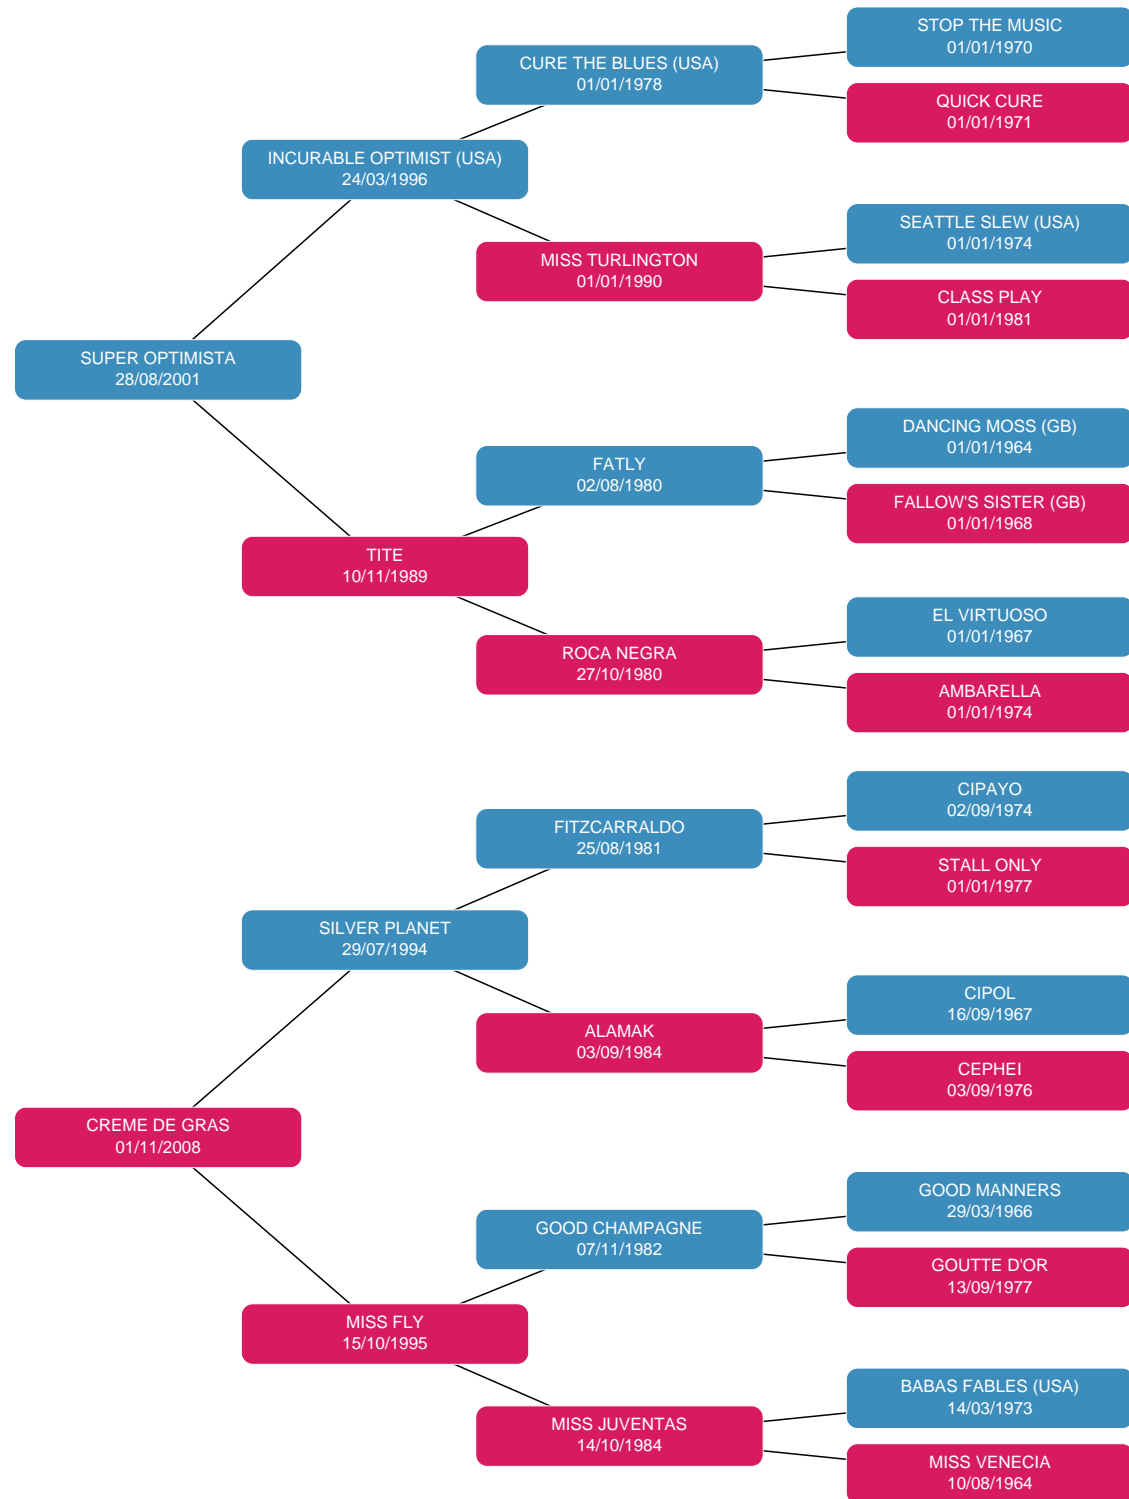 STOP THE MUSIC
01/01/1970
CURE THE BLUES (USA)
01/01/1978
QUICK CURE
01/01/1971
INCURABLE OPTIMIST (USA)
24/03/1996
SEATTLE SLEW (USA)
01/01/1974
MISS TURLINGTON
01/01/1990
CLASS PLAY
01/01/1981
SUPER OPTIMISTA
28/08/2001
DANCING MOSS (GB)
01/01/1964
FATLY
02/08/1980
FALLOW'S SISTER (GB)
01/01/1968
TITE
10/11/1989
EL VIRTUOSO
01/01/1967
ROCA NEGRA
27/10/1980
AMBARELLA
01/01/1974
CIPAYO
02/09/1974
FITZCARRALDO
25/08/1981
STALL ONLY
01/01/1977
SILVER PLANET
29/07/1994
CIPOL
16/09/1967
ALAMAK
03/09/1984
CEPHEI
03/09/1976
CREME DE GRAS
01/11/2008
GOOD MANNERS
29/03/1966
GOOD CHAMPAGNE
07/11/1982
GOUTTE D'OR
13/09/1977
MISS FLY
15/10/1995
BABAS FABLES (USA)
14/03/1973
MISS JUVENTAS
14/10/1984
MISS VENECIA
10/08/1964